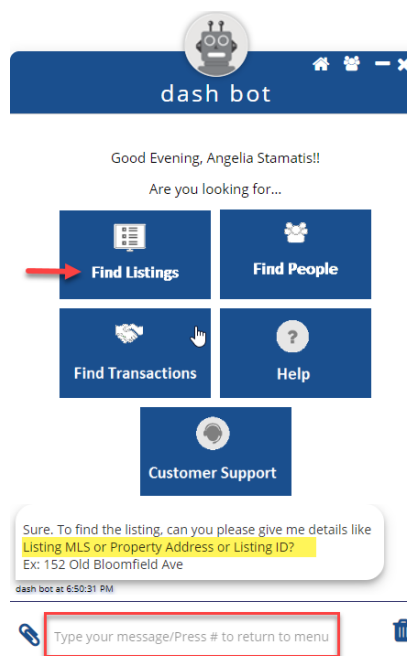 dash bot
Good Evening, Angelia Stamatis!!
Are you looking for...
Find Listings
Find People
Find Transactions
?
Help
Customer Support
Sure. To find the listing, can you please give me details like
Listing MLS or Property Address or Listing ID?
Ex: 152 Old Bloomfield Ave
dash bot at 6:50:31 PM
Type your message/Press # to return to menu